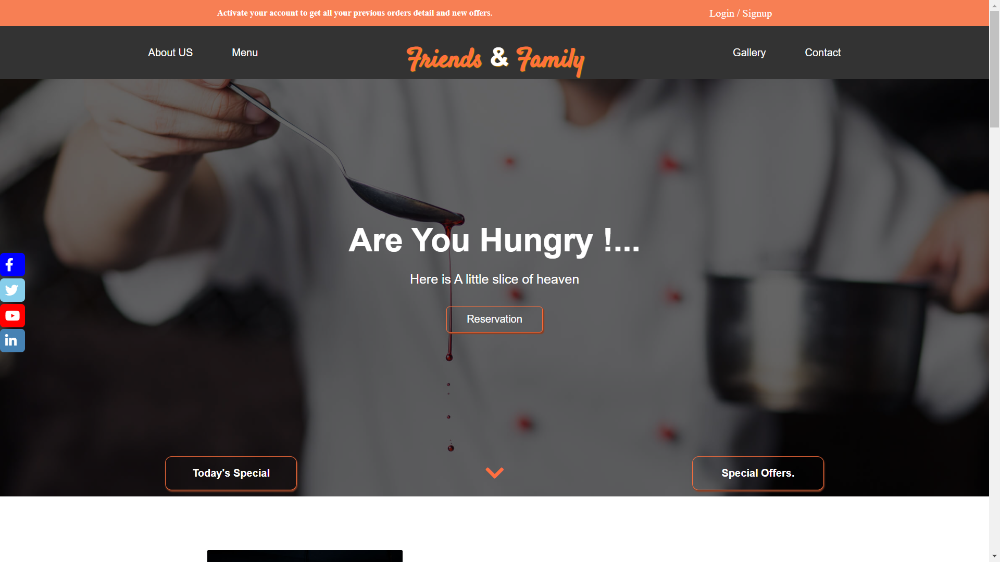 Activate your account to get all your previous orders detail and new offers.
Login / Signup
About US
Menu
Friends & Family
Gallery
Contact
Are You Hungry !...
Here is A little slice of heaven
Reservation
Today's Special
Special Offers.